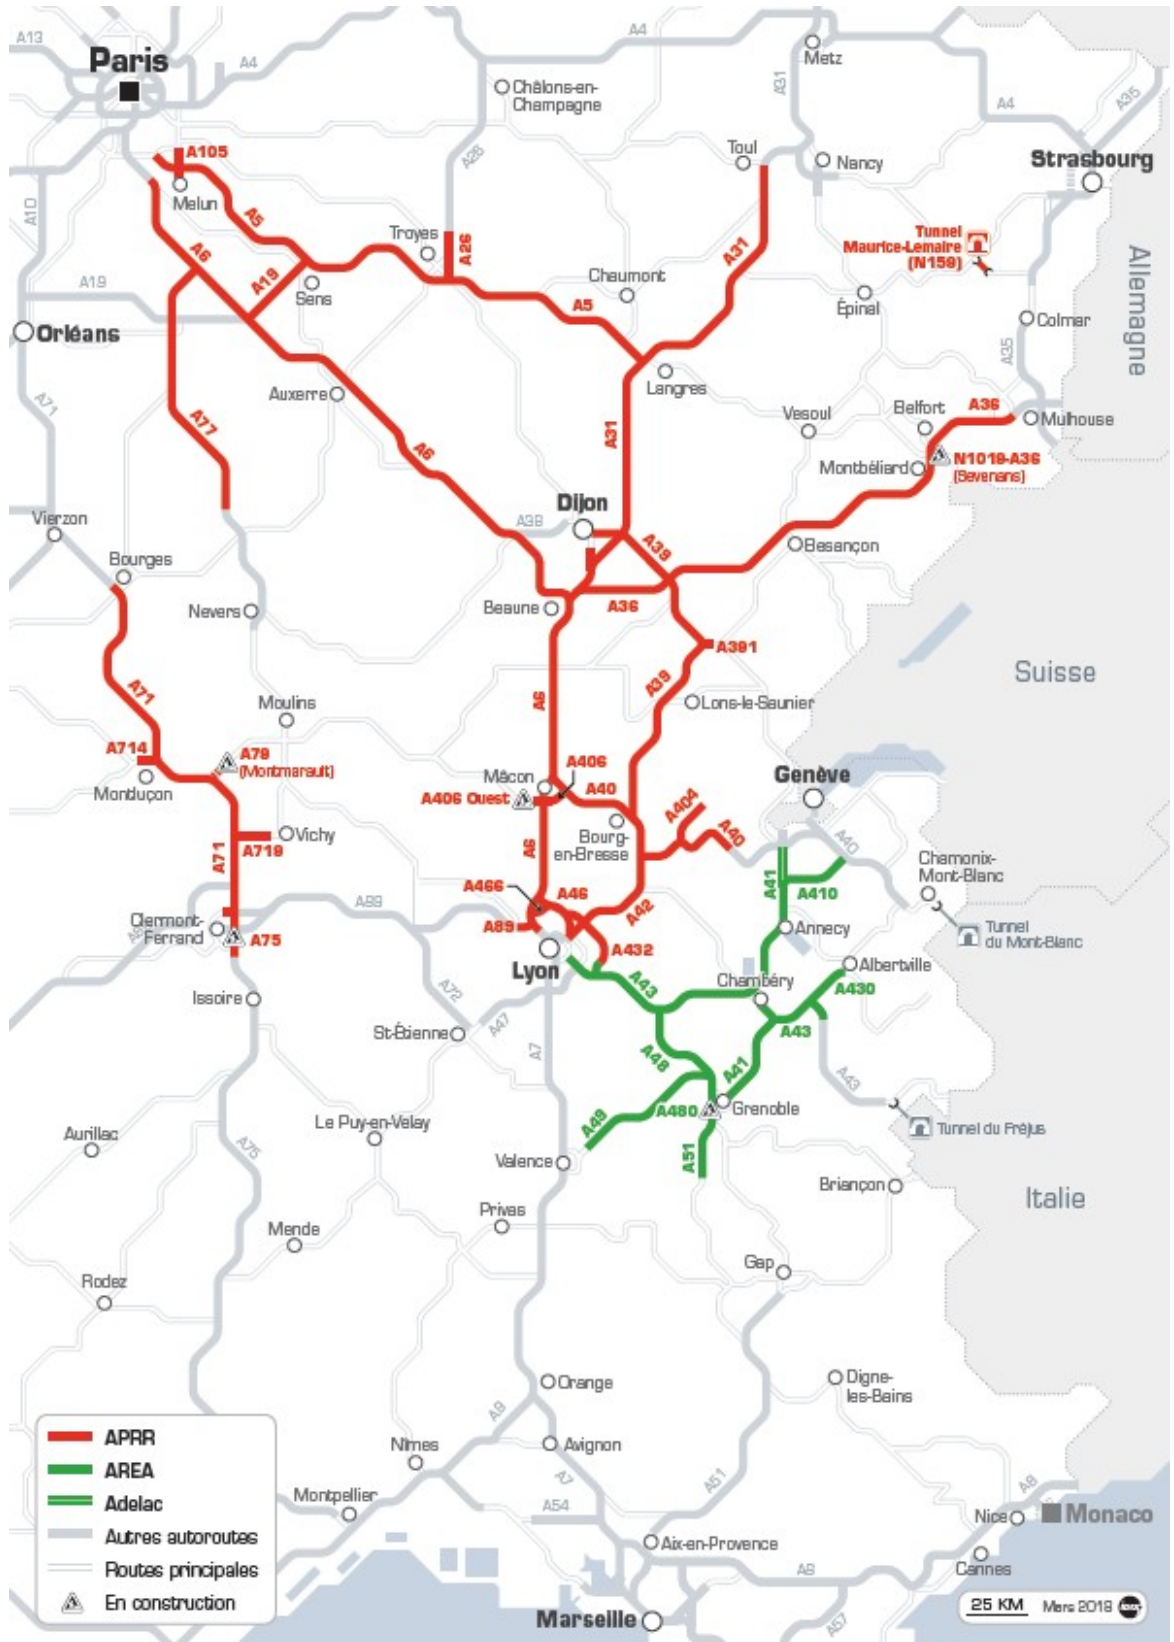 A13
Paris
A4
A4
Metz
Châlons-en-
Champagne
A31
A4
A35
A26
Toul
Nancy
Strasbourg
A105
Melun
A10
A5
Troyes
A26
A31
Tunnel
Maurice-Lemaire
(N159)
Allemagne
A6
A19
A19
Sens
Chaumont
A5
Épinal
Colmar
Orléans
A35
Langres
Auxerre
A71
A77
A6
A31
Vesoul
Belfort
A36
Mulhouse
Montbéliard
N1019-A36
(Sevenans)
Vierzon
A38
Dijon
A39
Besançon
Bourges
Nevers
Beaune
A36
A391
Suisse
A71
A6
A39
Lons-le-Saunier
Moulins
A714
A79
(Montmarault)
Montluçon
Mâcon
A406
A406 Ouest
A40
Genève
A404
A40
Bourg-
en-Bresse
A40
Vichy
A719
A71
A6
A41
A410
Chamonix-
Mont-Blanc
A466
A46
A89
A89
A42
Clermont-
Ferrand
A75
A432
Annecy
Tunnel
du Mont-Blanc
Lyon
Albertville
Chambéry
A43
A430
Issoire
A72
A47
St-Étienne
A7
A43
A48
A41
A43
A49
A480
Grenoble
Tunnel du Fréjus
Aurillac
Le Puy-en-Velay
A75
Valence
A51
Briançon
Italie
Privas
Mende
Gap
Rodez
Orange
Digne-
les-Bains
A9
Nîmes
Avignon
A7
A51
A8
Montpellier
A54
Nice
Monaco
Aix-en-Provence
A8
Cannes
Marseille
A57
APRR
AREA
Adelac
Autres autoroutes
Routes principales
En construction
25 KM
Mars 2018